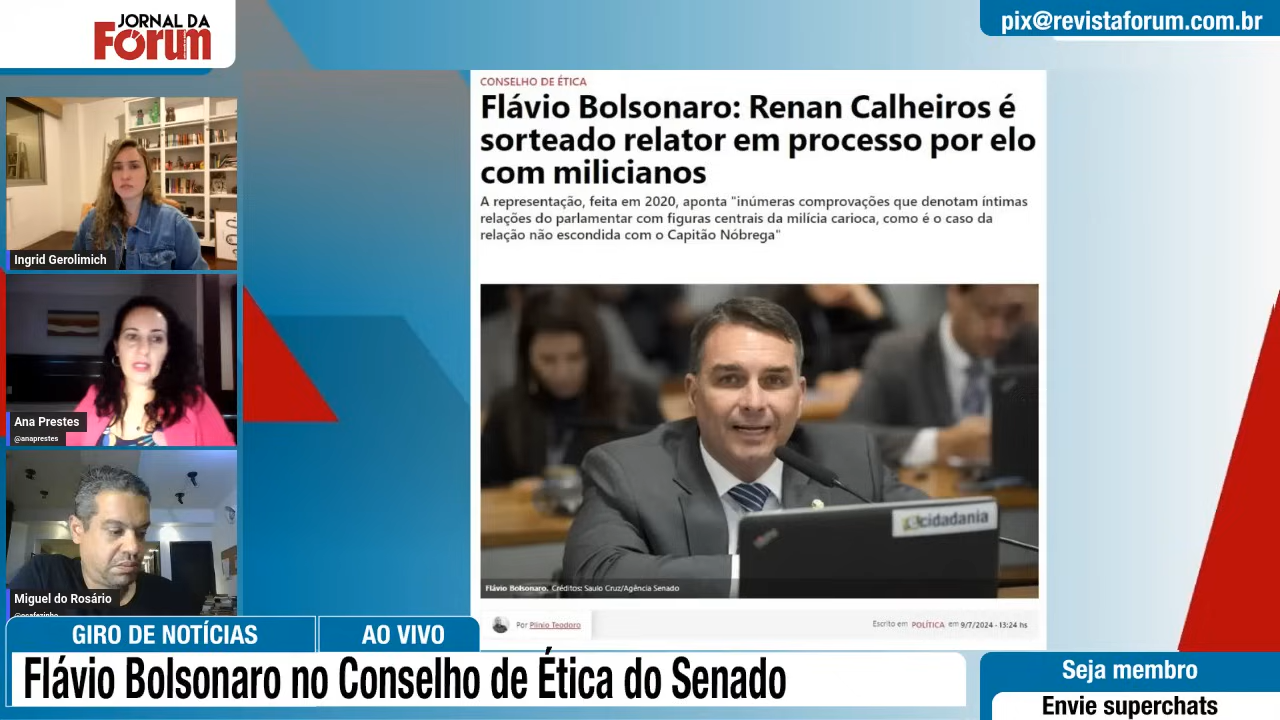 JORNAL DA
Fórum
pix@revistaforum.com.br
CONSELHO DE ÉTICA
Flávio Bolsonaro: Renan Calheiros é
sorteado relator em processo por elo
com milicianos
A representação, feita em 2020, aponta "inúmeras comprovações que denotam íntimas
relações do parlamentar com figuras centrais da milícia carioca, como é o caso da
relação não escondida com o Capitão Nóbrega"
Ingrid Gerolimich
Ana Prestes
@anaprestes
Miguel do Rosário
ecidadania
Flávio Bolsonaro. Créditos: Saulo Cruz/Agência Senado
Por Plínio Teodoro
Escrito em POLÍTICA em 9/7/2024 · 13:24 hs
GIRO DE NOTÍCIAS
AO VIVO
Flávio Bolsonaro no Conselho de Ética do Senado
Seja membro
Envie superchats